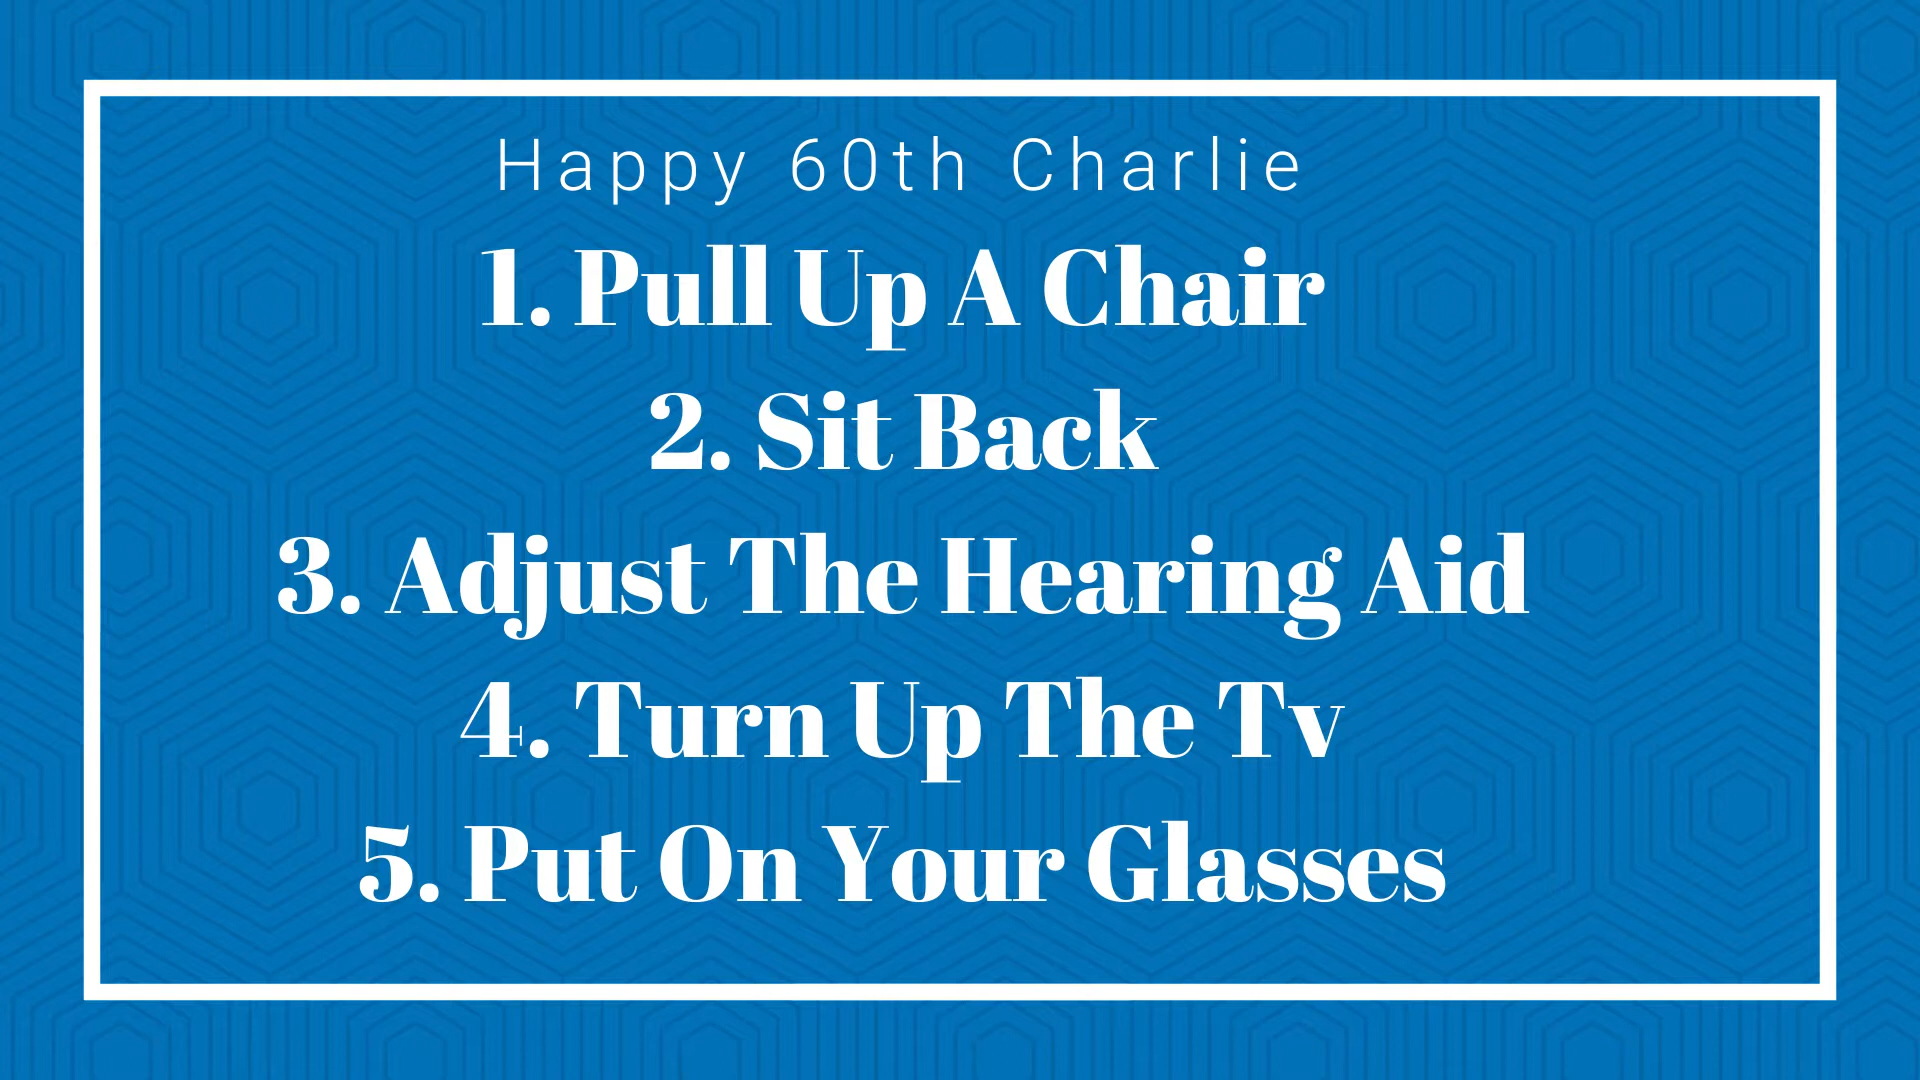 Happy 60th Charlie
1. Pull Up A Chair
2. Sit Back
3. Adjust The Hearing Aid
4. Turn Up The Tv
5. Put On Your Glasses